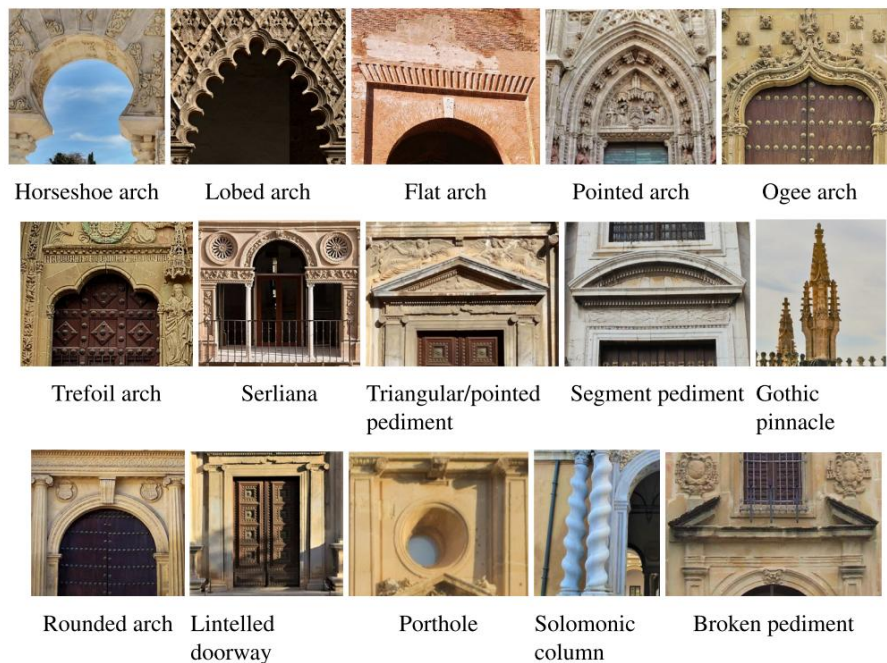 Horseshoe arch
Lobed arch
Flat arch
Pointed arch
Ogee arch
Trefoil arch
Serliana
Triangular/pointed
pediment
Segment pediment
Gothic
pinnacle
Rounded arch
Lintelled
doorway
Porthole
Solomonic
column
Broken pediment